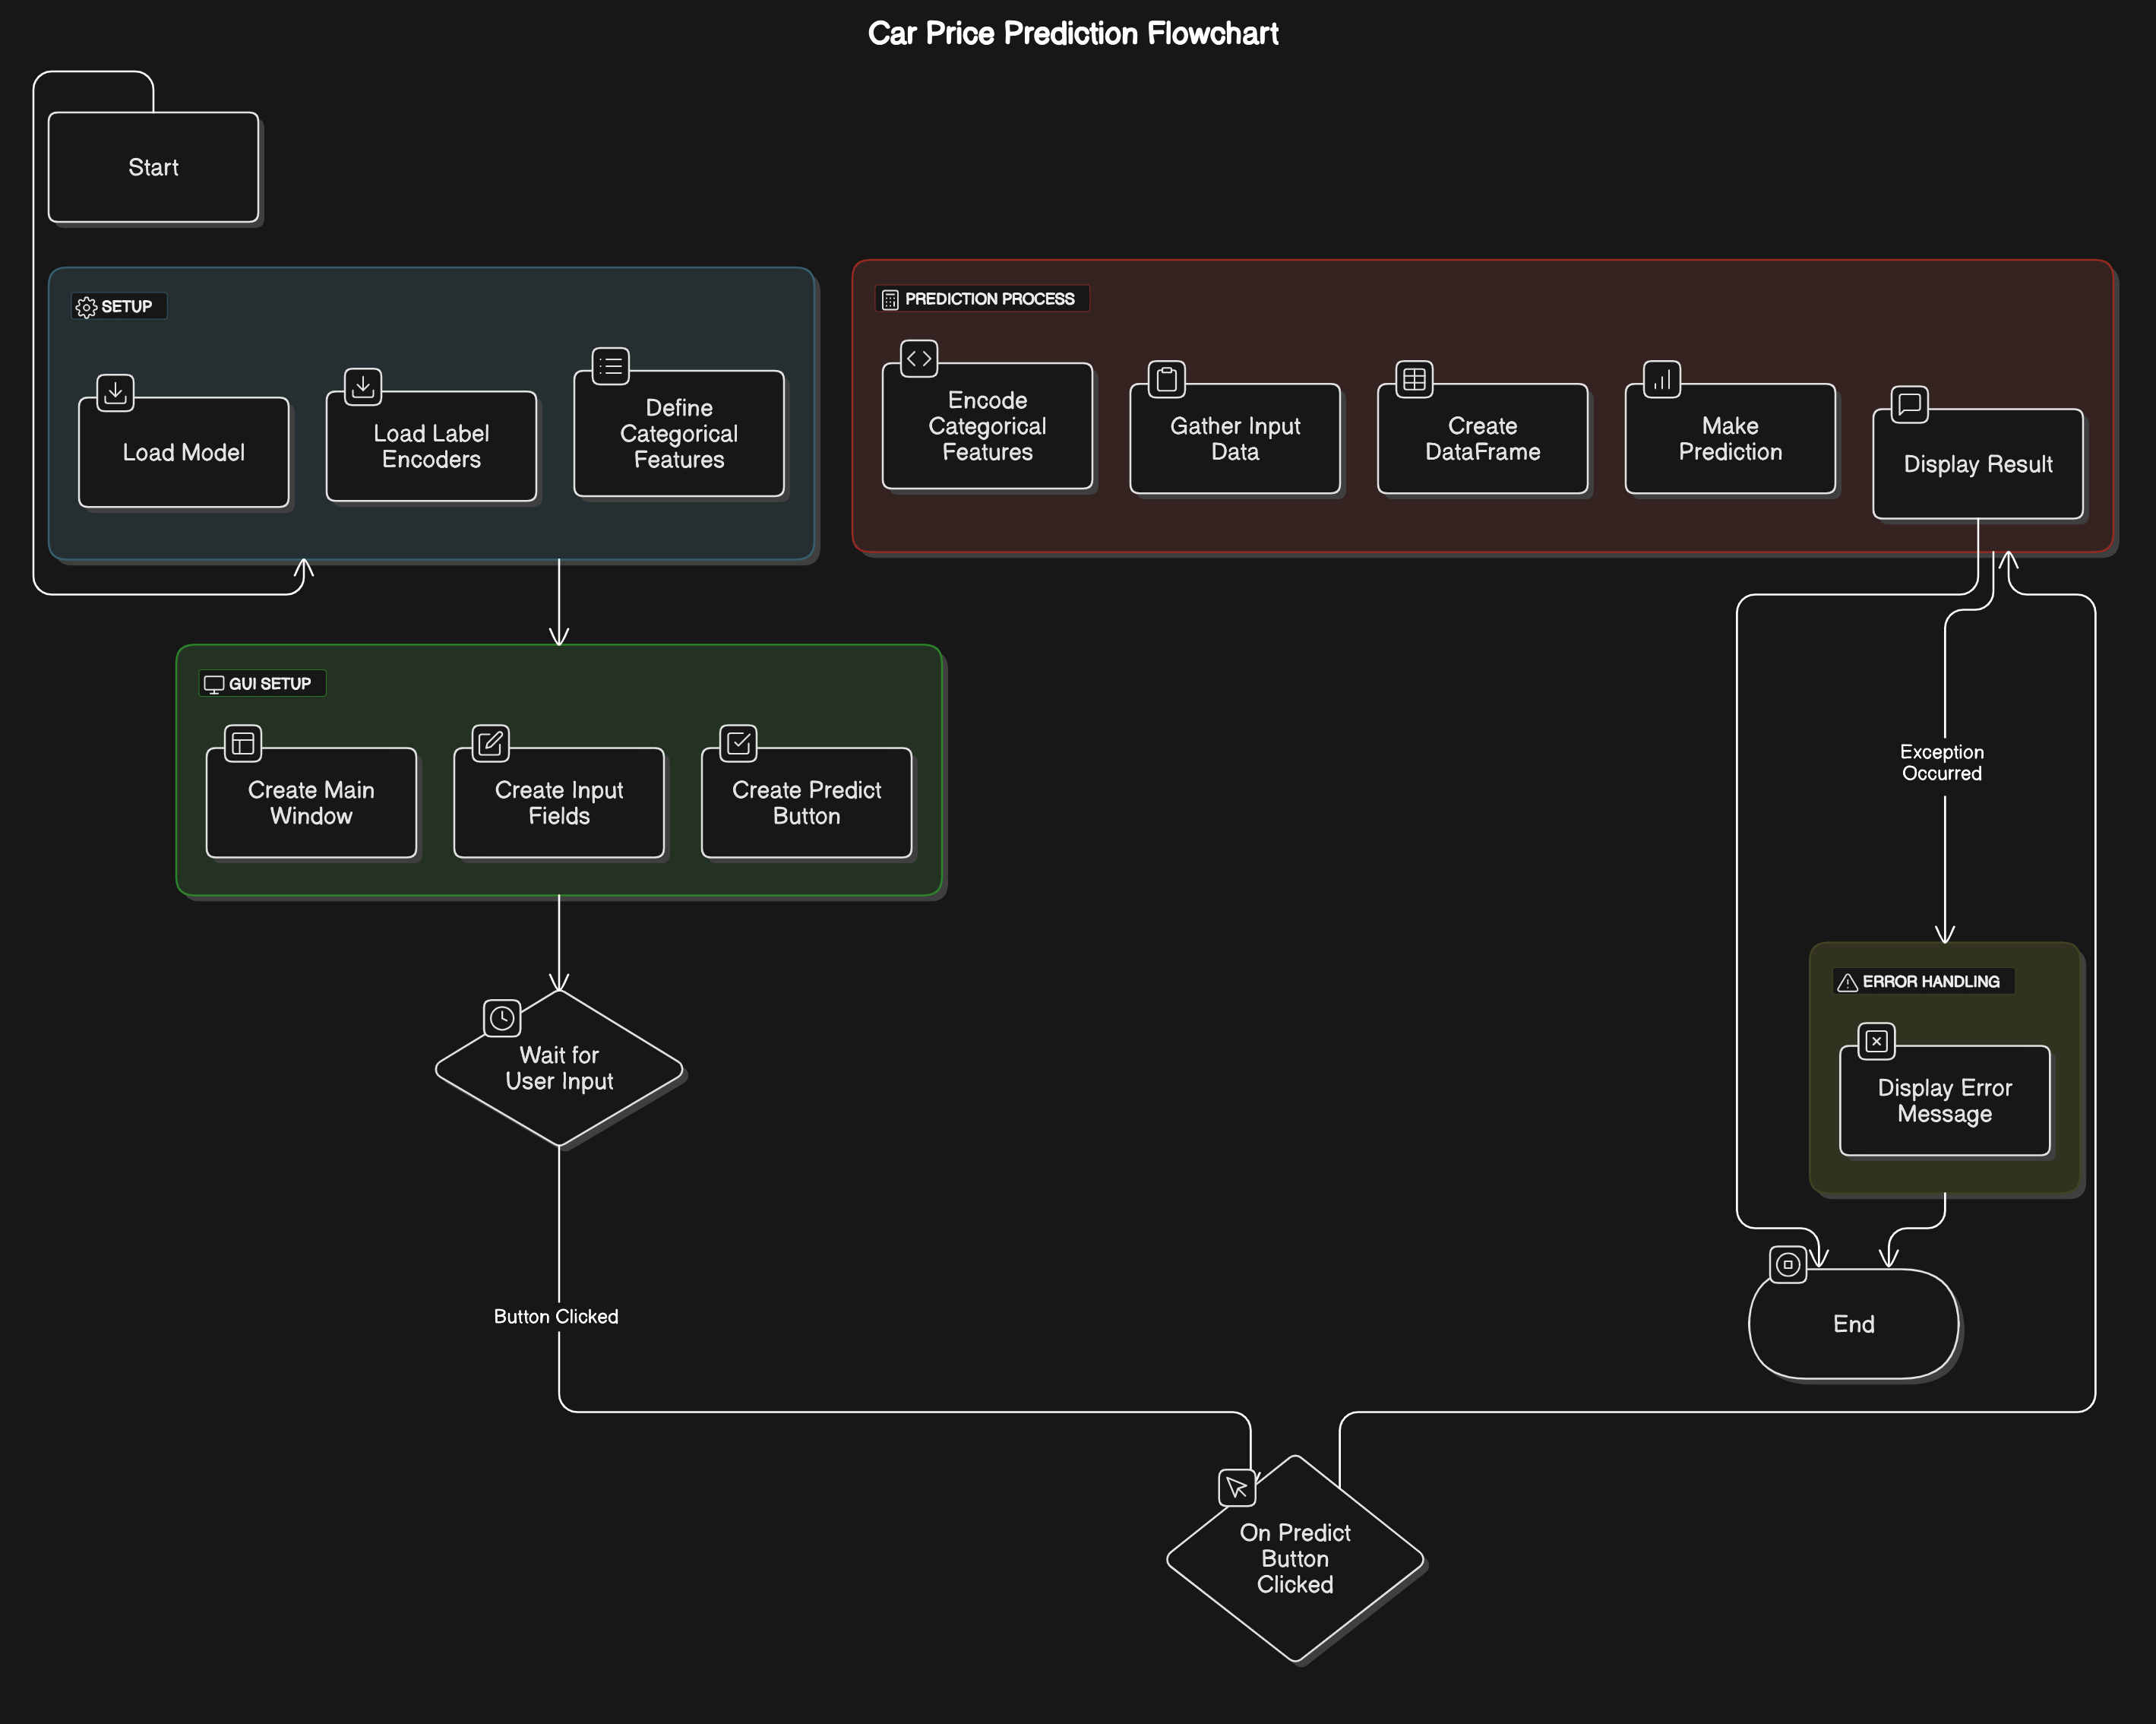 Car Price Prediction Flowchart
Start
SETUP
Load Model
Load Label
Encoders
Define
Categorical
Features
PREDICTION PROCESS
Encode
Categorical
Features
Gather Input
Data
Create
DataFrame
Make
Prediction
Display Result
GUI SETUP
Create Main
Window
Create Input
Fields
Create Predict
Button
Exception
Occurred
Wait for
User Input
ERROR HANDLING
Display Error
Message
Button Clicked
End
On Predict
Button
Clicked